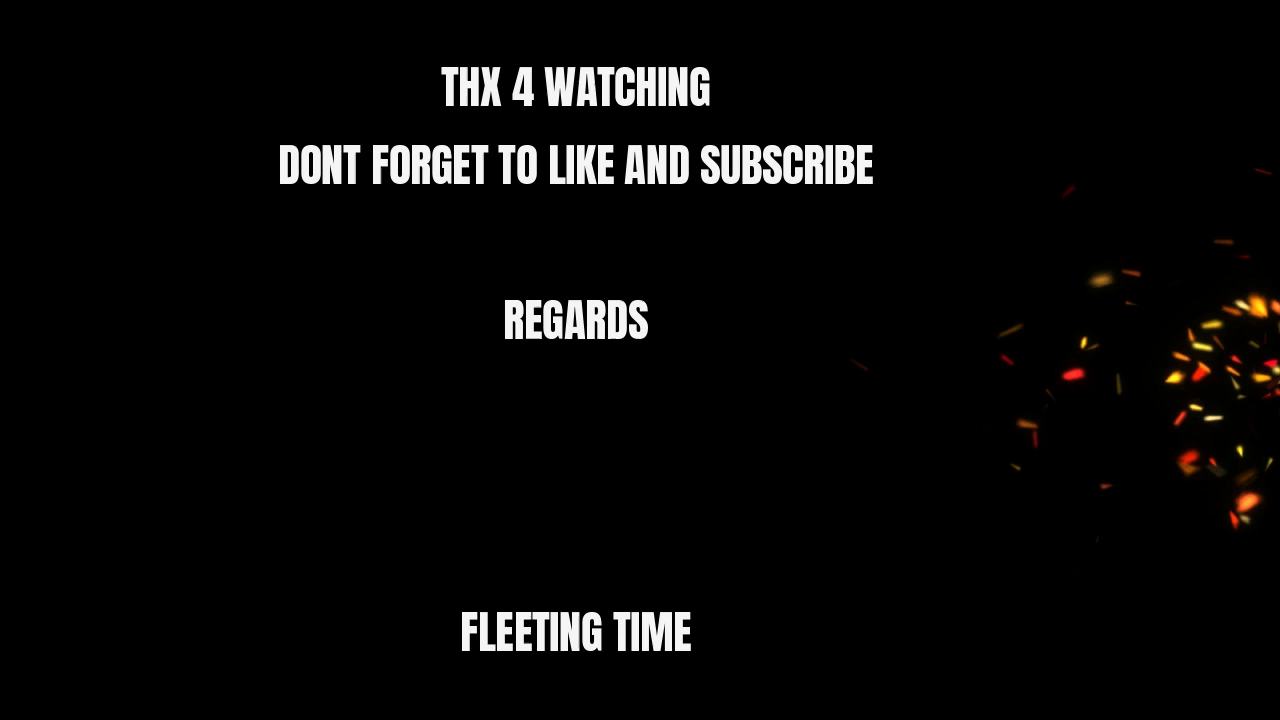 THX 4 WATCHING
DONT FORGET TO LIKE AND SUBSCRIBE
REGARDS
FLEETING TIME